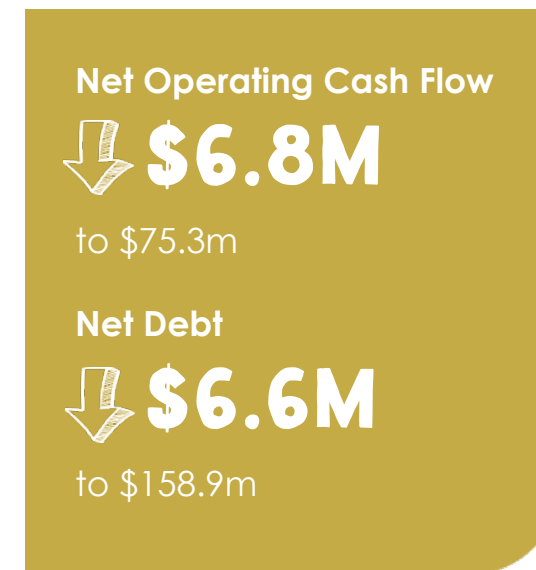 Net Operating Cash Flow
$6.8M
to $75.3m
Net Debt
$6.6M
to $158.9m